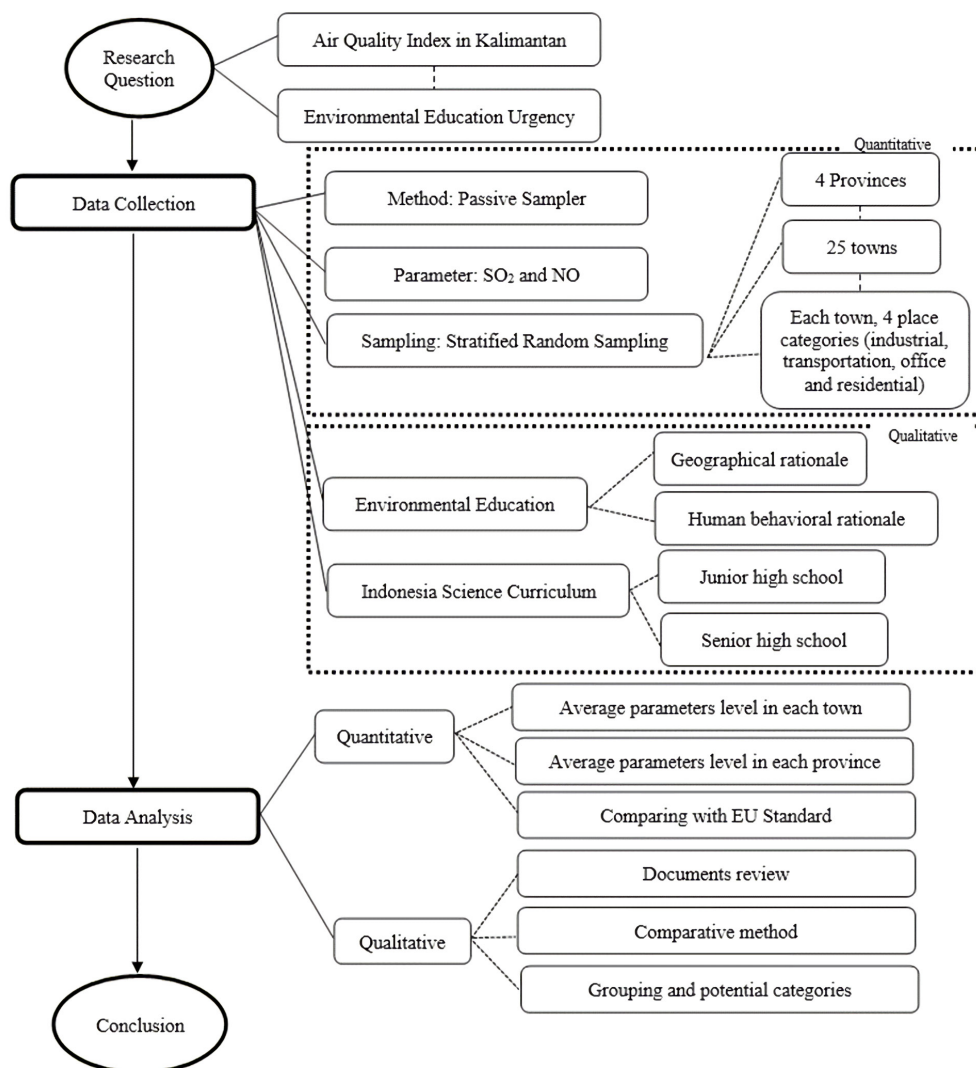 Research
Question
Air Quality Index in Kalimantan
Environmental Education Urgency
Data Collection
Quantitative
Method: Passive Sampler
Parameter: SO₂ and NO
Sampling: Stratified Random Sampling
4 Provinces
25 towns
Each town, 4 place
categories (industrial,
transportation, office
and residential)
Qualitative
Environmental Education
Geographical rationale
Human behavioral rationale
Indonesia Science Curriculum
Junior high school
Senior high school
Data Analysis
Quantitative
Average parameters level in each town
Average parameters level in each province
Comparing with EU Standard
Qualitative
Documents review
Comparative method
Grouping and potential categories
Conclusion